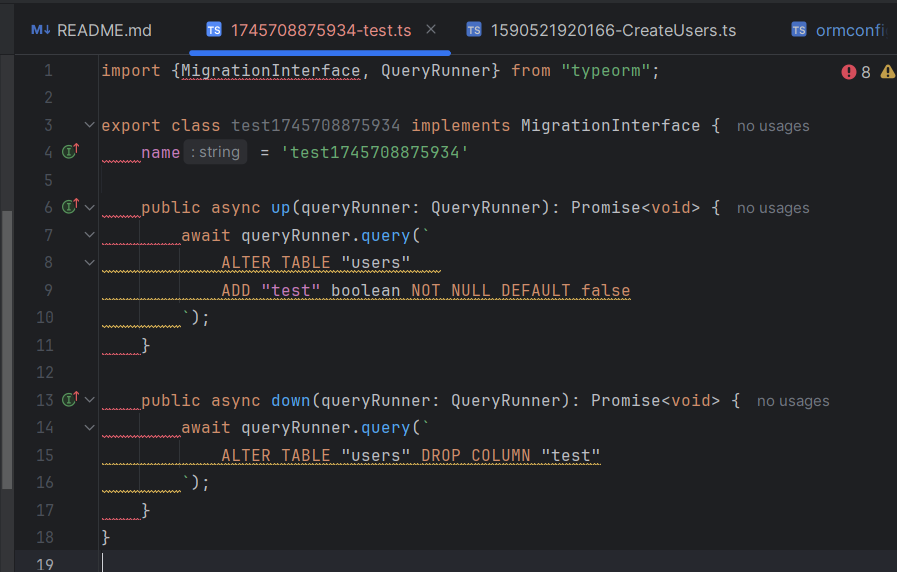 README.md 1745708875934-test.ts 1590521920166-CreateUsers.ts ormconfi
8
1 import {MigrationInterface, QueryRunner} from "typeorm";
2
3 export class test1745708875934 implements MigrationInterface { no usages
4 name : string = 'test1745708875934'
5
6 public async up(queryRunner: QueryRunner): Promise<void> { no usages
7 await queryRunner.query(`
8 ALTER TABLE "users"
9 ADD "test" boolean NOT NULL DEFAULT false
10 `);
11 }
12
13 public async down(queryRunner: QueryRunner): Promise<void> { no usages
14 await queryRunner.query(`
15 ALTER TABLE "users" DROP COLUMN "test"
16 `);
17 }
18 }
19